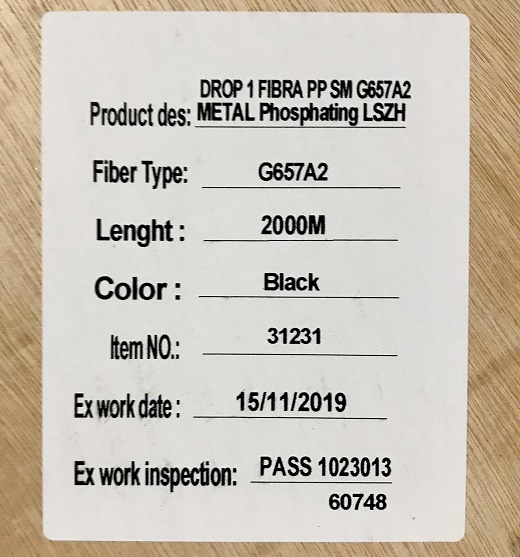 DROP 1 FIBRA PP SM G657A2
Product des: METAL Phosphating LSZH
Fiber Type: G657A2
Lenght : 2000M
Color : Black
Item NO.: 31231
Ex work date : 15/11/2019
Ex work inspection: PASS 1023013
60748